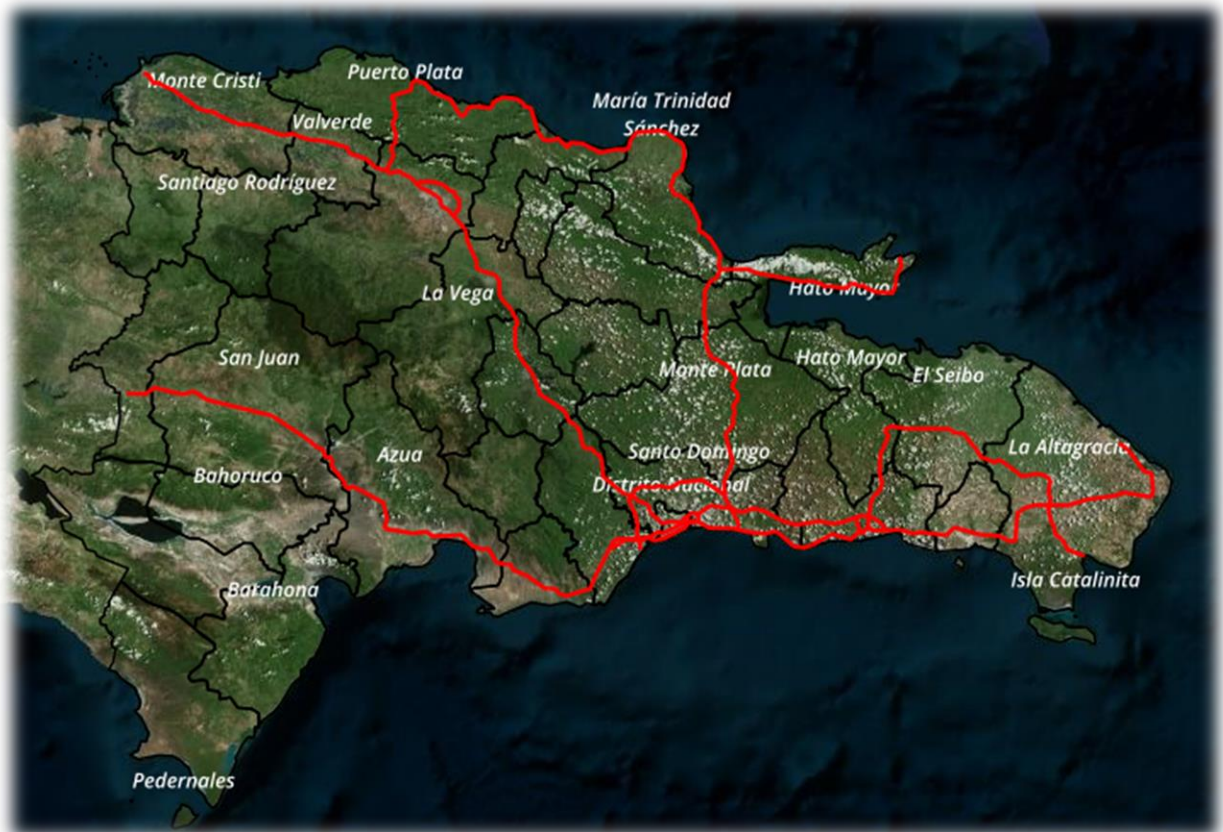 Monte Cristi
Puerto Plata
María Trinidad
Sánchez
Valverde
Santiago Rodríguez
La Vega
Hato Mayor
San Juan
Monte Plata
Hato Mayor
El Seibo
Azua
Santo Domingo
La Altagracia
Bahoruco
Distrito Nacional
Barahona
Isla Catalinita
Pedernales